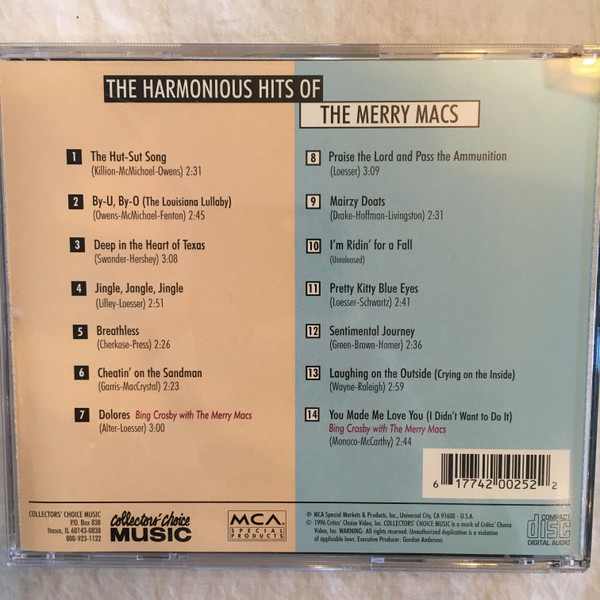 THE HARMONIOUS HITS OF
THE MERRY MACS
1 The Hut-Sut Song
(Killion-McMichael-Owens) 2:31
2 By-U, By-O (The Louisiana Lullaby)
(Owens-McMichael-Fenton) 2:45
3 Deep in the Heart of Texas
(Swander-Hershey) 3:08
4 Jingle, Jangle, Jingle
(Lilley-Loesser) 2:51
5 Breathless
(Cherkose-Press) 2:26
6 Cheatin' on the Sandman
(Garris-MacCrystal) 2:23
7 Dolores Bing Crosby with The Merry Macs
(Alter-Loesser) 3:00
8 Praise the Lord and Pass the Ammunition
(Loesser) 3:09
9 Mairzy Doats
(Drake-Hoffman-Livingston) 2:31
10 I'm Ridin' for a Fall
(Unreleased)
11 Pretty Kitty Blue Eyes
(Loesser-Schwartz) 2:41
12 Sentimental Journey
(Green-Brown-Homer) 2:36
13 Laughing on the Outside (Crying on the Inside)
(Wayne-Raleigh) 2:59
14 You Made Me Love You (I Didn't Want to Do It)
Bing Crosby with The Merry Macs
(Monaco-McCarthy) 2:44
6 17742 00252 2
COLLECTORS' CHOICE MUSIC
P.O. Box 838
Itasca, IL 60143-0838
800-923-1122
collectors' choice
MUSIC
MCA
SPECIAL
PRODUCTS
℗ MCA Special Markets & Products, Inc., Universal City, CA 91608 - U.S.A.
© 1996 Critics' Choice Video, Inc. COLLECTORS' CHOICE MUSIC is a mark of Critics' Choice
Video, Inc. WARNING: All rights reserved. Unauthorized duplication is a violation
of applicable laws. Executive Producer: Gordon Anderson.
COMPACT
disc
DIGITAL AUDIO